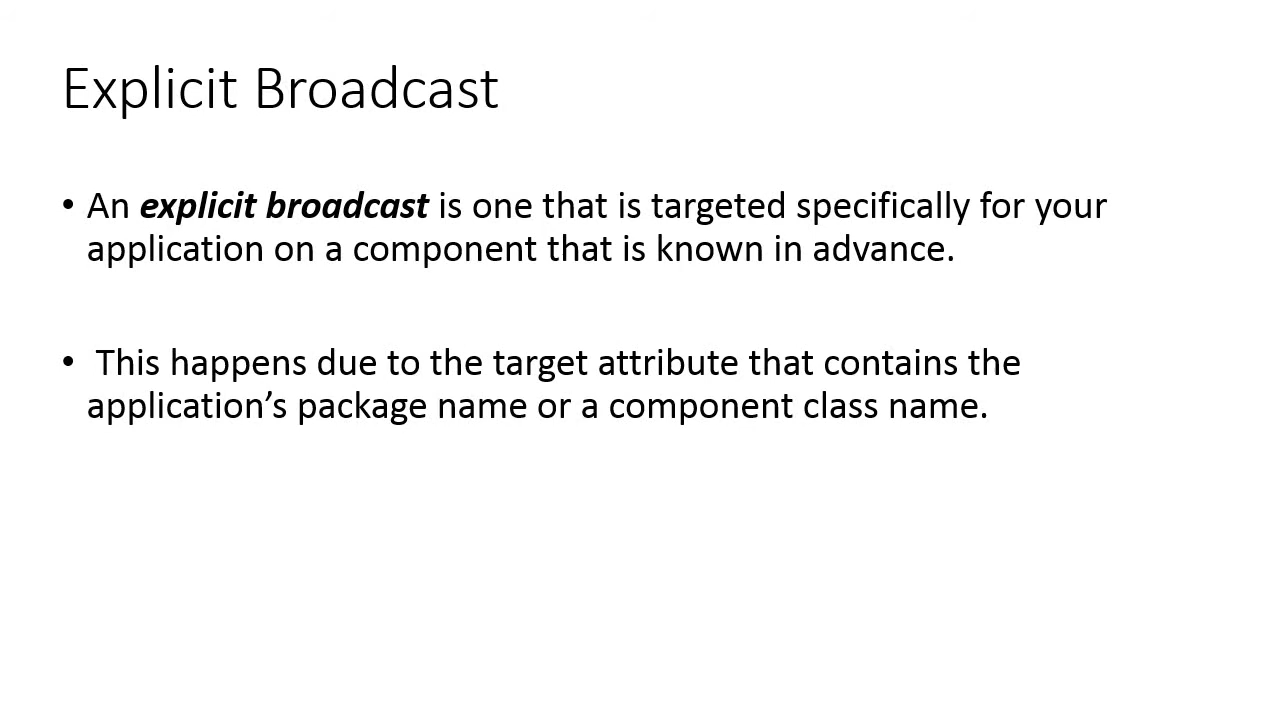 Explicit Broadcast
• An explicit broadcast is one that is targeted specifically for your
application on a component that is known in advance.
• This happens due to the target attribute that contains the
application’s package name or a component class name.